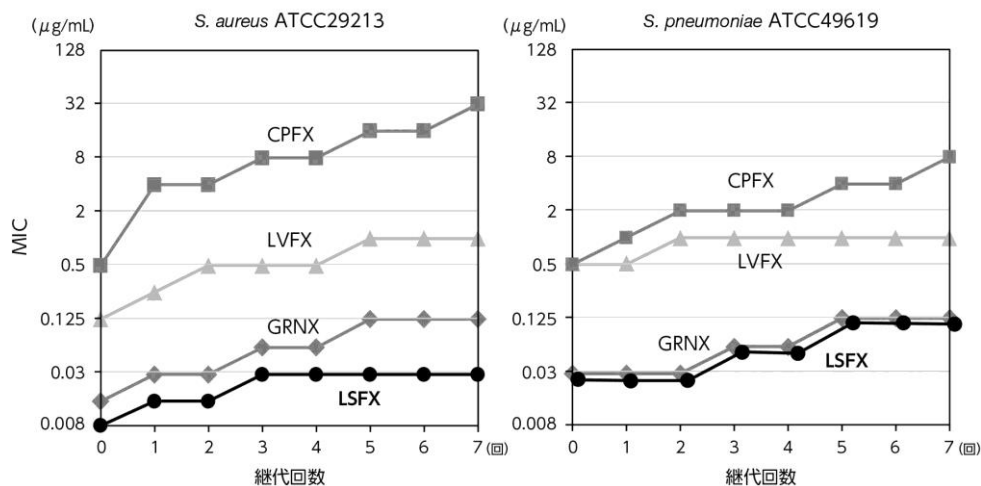 S. aureus ATCC29213
(μg/mL)
128
32
8
2
0.5
0.125
0.03
0.008
MIC
CPFX
LVFX
GRNX
LSFX
0 1 2 3 4 5 6 7 (回)
継代回数
S. pneumoniae ATCC49619
(μg/mL)
128
32
8
2
0.5
0.125
0.03
0.008
CPFX
LVFX
GRNX
LSFX
0 1 2 3 4 5 6 7 (回)
継代回数